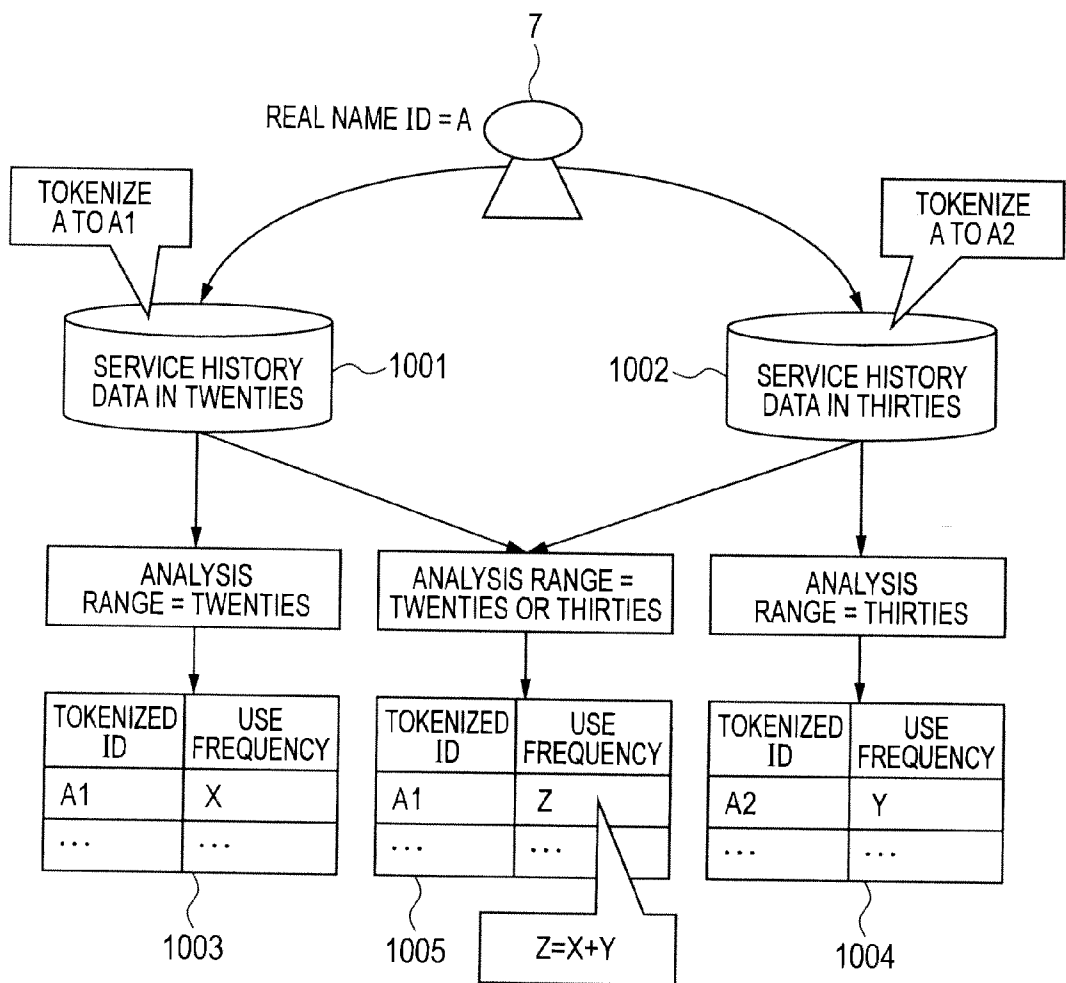 7
REAL NAME ID = A
TOKENIZE
A TO A1
TOKENIZE
A TO A2
SERVICE HISTORY
DATA IN TWENTIES
1001
1002
SERVICE HISTORY
DATA IN THIRTIES
ANALYSIS
RANGE = TWENTIES
ANALYSIS RANGE =
TWENTIES OR THIRTIES
ANALYSIS
RANGE = THIRTIES
TOKENIZED
ID
USE
FREQUENCY
A1
X
...
...
TOKENIZED
ID
USE
FREQUENCY
A1
Z
...
...
TOKENIZED
ID
USE
FREQUENCY
A2
Y
...
...
1003
1005
Z=X+Y
1004